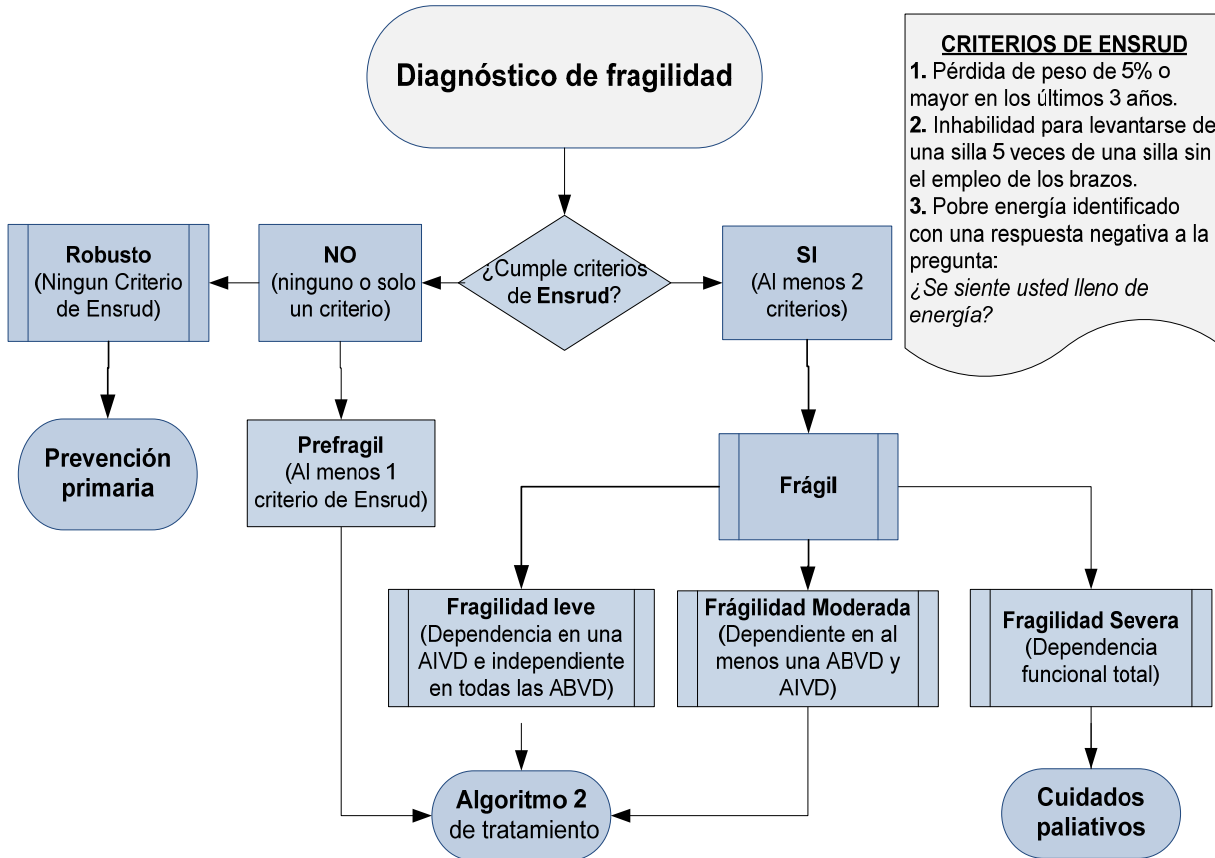 Diagnóstico de fragilidad
CRITERIOS DE ENSRUD
1. Pérdida de peso de 5% o
mayor en los últimos 3 años.
2. Inhabilidad para levantarse de
una silla 5 veces de una silla sin
el empleo de los brazos.
3. Pobre energía identificado
con una respuesta negativa a la
pregunta:
¿Se siente usted lleno de
energía?
Robusto
(Ningun Criterio
de Ensrud)
NO
(ninguno o solo
un criterio)
¿Cumple criterios
de Ensrud?
SI
(Al menos 2
criterios)
Prevención
primaria
Prefragil
(Al menos 1
criterio de Ensrud)
Frágil
Fragilidad leve
(Dependencia en una
AIVD e independiente
en todas las ABVD)
Frágilidad Moderada
(Dependiente en al
menos una ABVD y
AIVD)
Fragilidad Severa
(Dependencia
funcional total)
Algoritmo 2
de tratamiento
Cuidados
paliativos